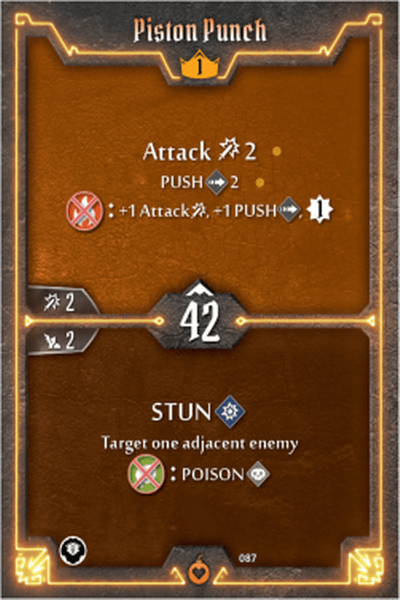 Piston Punch
1
Attack 2
PUSH 2
: +1 Attack, +1 PUSH, 1
2
42
2
STUN
Target one adjacent enemy
: POISON
087